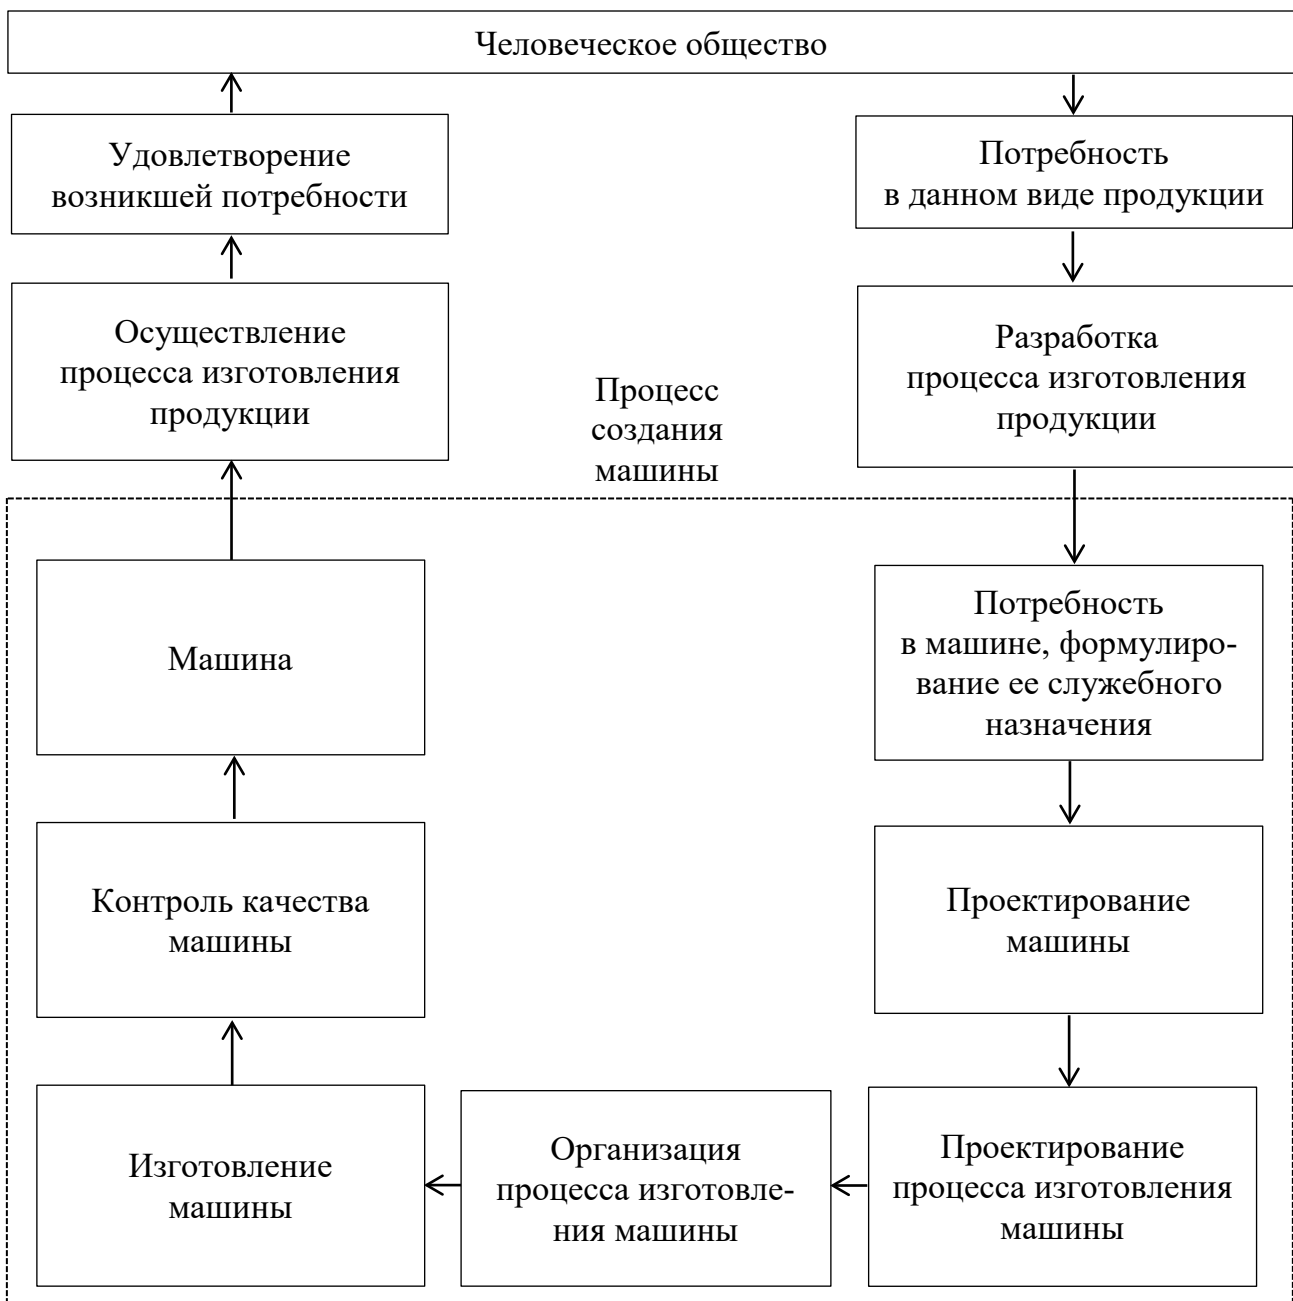 Человеческое общество
Удовлетворение
возникшей потребности
Потребность
в данном виде продукции
Осуществление
процесса изготовления
продукции
Разработка
процесса изготовления
продукции
Процесс
создания
машины
Машина
Потребность
в машине, формулиро-
вание ее служебного
назначения
Контроль качества
машины
Проектирование
машины
Изготовление
машины
Организация
процесса изготовле-
ния машины
Проектирование
процесса изготовления
машины